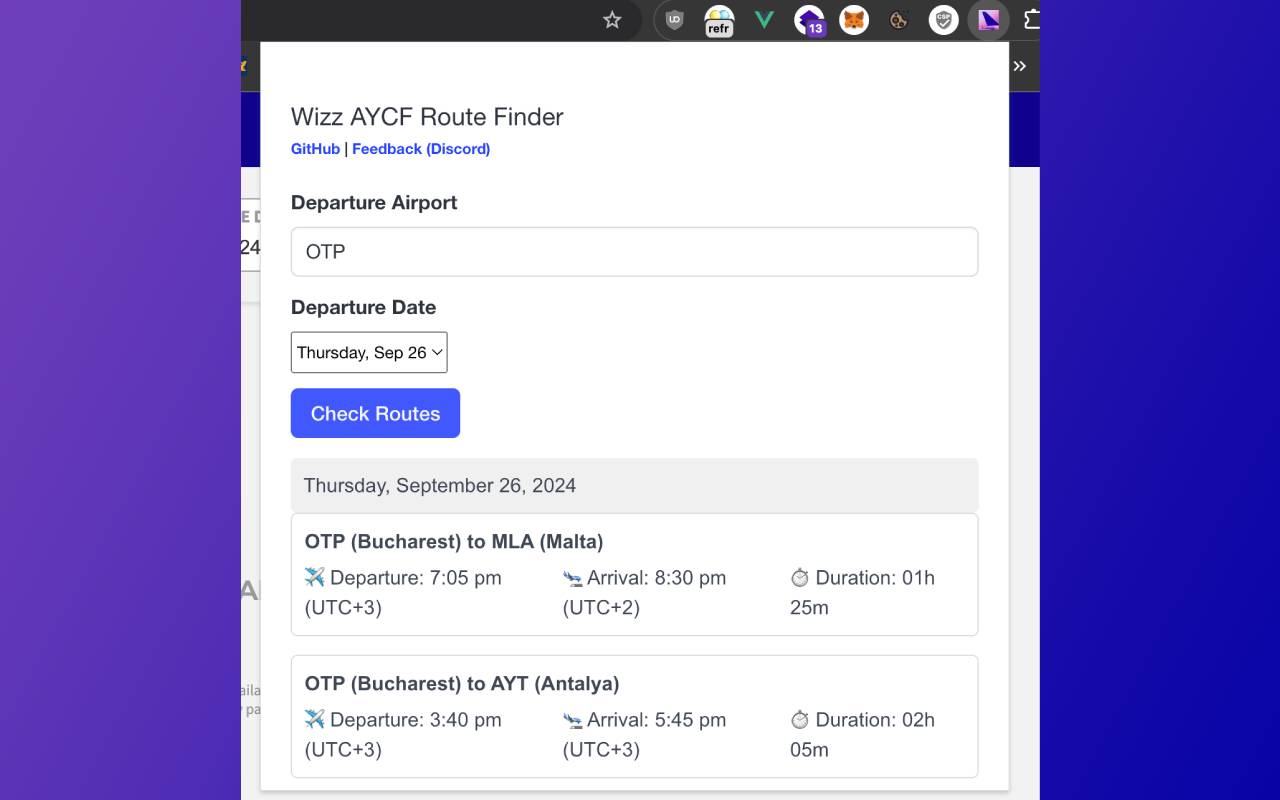 refr
13
CSP
»
Wizz AYCF Route Finder
GitHub | Feedback (Discord)
E D
Departure Airport
24
OTP
Departure Date
Thursday, Sep 26
Check Routes
Thursday, September 26, 2024
OTP (Bucharest) to MLA (Malta)
Departure: 7:05 pm
(UTC+3)
Arrival: 8:30 pm
(UTC+2)
Duration: 01h
25m
OTP (Bucharest) to AYT (Antalya)
Departure: 3:40 pm
(UTC+3)
Arrival: 5:45 pm
(UTC+3)
Duration: 02h
05m